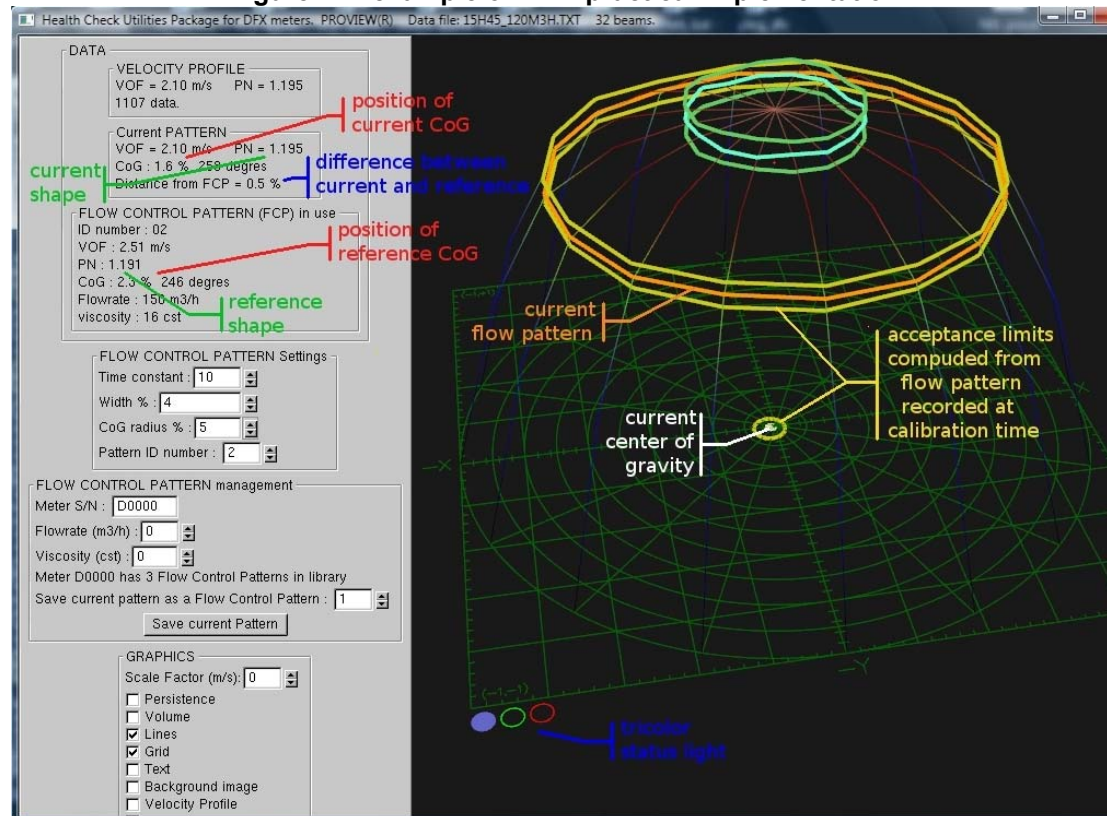 Health Check Utilities Package for DFX meters. PROVIEW(R) Data file: 15H45_120M3H.TXT 32 beams.
DATA
VELOCITY PROFILE
VOF = 2.10 m/s PN = 1.195
1107 data.
position of
current CoG
Current PATTERN
VOF = 2.10 m/s PN = 1.195
CoG : 1.6 % 258 degres
Distance from FCP = 0.5 %
current
shape
difference between
current and reference
FLOW CONTROL PATTERN (FCP) in use
ID number : 02
VOF : 2.51 m/s
PN : 1.191
CoG : 2.3 % 246 degres
Flowrate : 150 m3/h
viscosity : 16 cst
position of
reference CoG
reference
shape
FLOW CONTROL PATTERN Settings
Time constant : 10
Width % : 4
CoG radius % : 5
Pattern ID number : 2
FLOW CONTROL PATTERN management
Meter S/N : D0000
Flowrate (m3/h) : 0
Viscosity (cst) : 0
Meter D0000 has 3 Flow Control Patterns in library
Save current pattern as a Flow Control Pattern : 1
Save current Pattern
GRAPHICS
Scale Factor (m/s): 0
Persistence
Volume
Lines
Grid
Text
Background image
Velocity Profile
current
flow pattern
acceptance limits
compuded from
flow pattern
recorded at
calibration time
current
center of
gravity
-X
X
Y
-Y
(-1,-1)
tricolor
status light